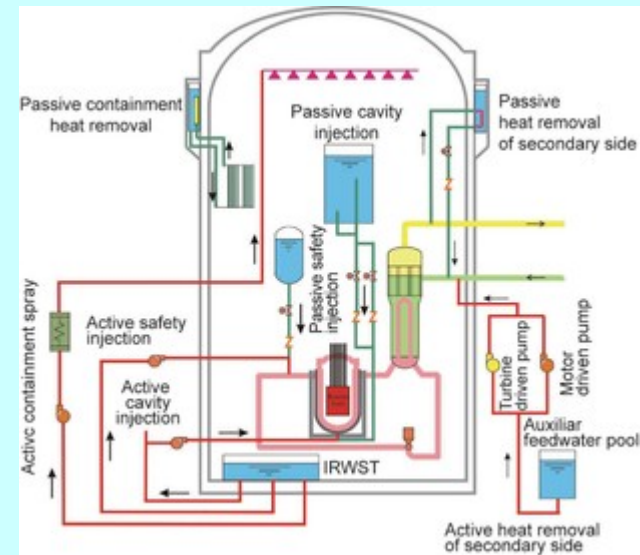 Passive containment
heat removal
Passive cavity
injection
Passive
heat removal
of secondary side
Passive safety
injection
Activc containment spray
Active safety
injection
Active cavity
injection
IRWST
Turbine
driven pump
Motor
driven pump
Auxiliar
feedwater pool
Active heat removal
of secondary side